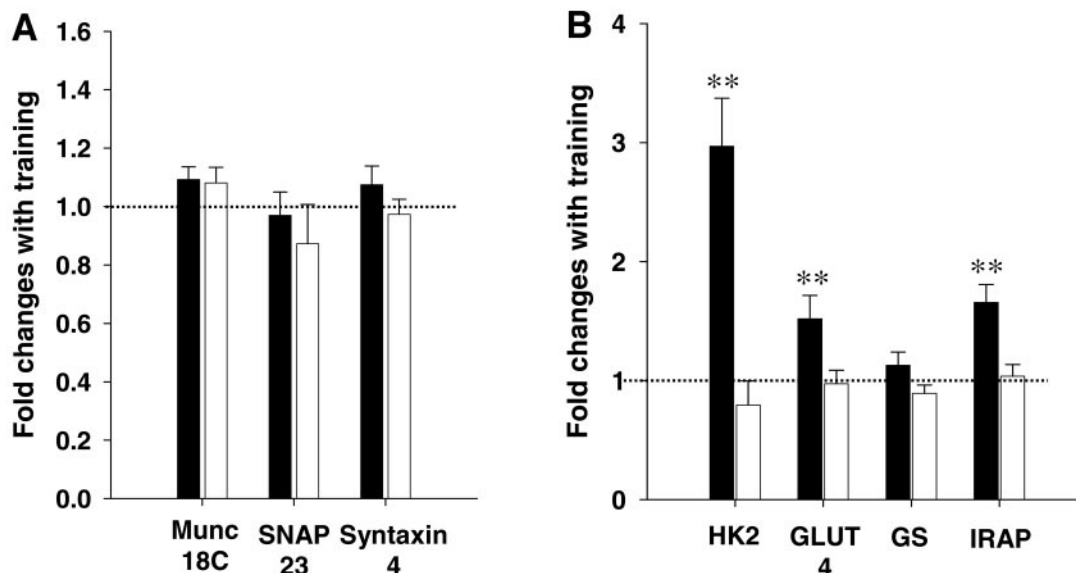 A
Fold changes with training
1.6
1.4
1.2
1.0
0.8
0.6
0.4
0.2
0.0
Munc
18C
SNAP
23
Syntaxin
4
B
Fold changes with training
4
3
2
1
0
**
**
**
HK2
GLUT
4
GS
IRAP